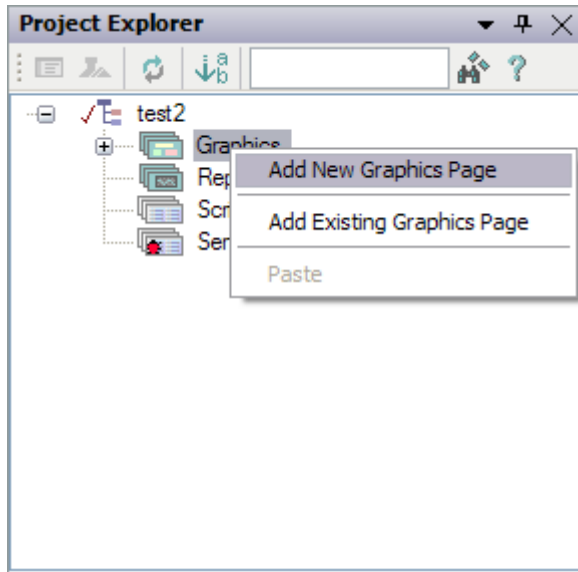 Project Explorer
test2
Graphics
Add New Graphics Page
Add Existing Graphics Page
Paste